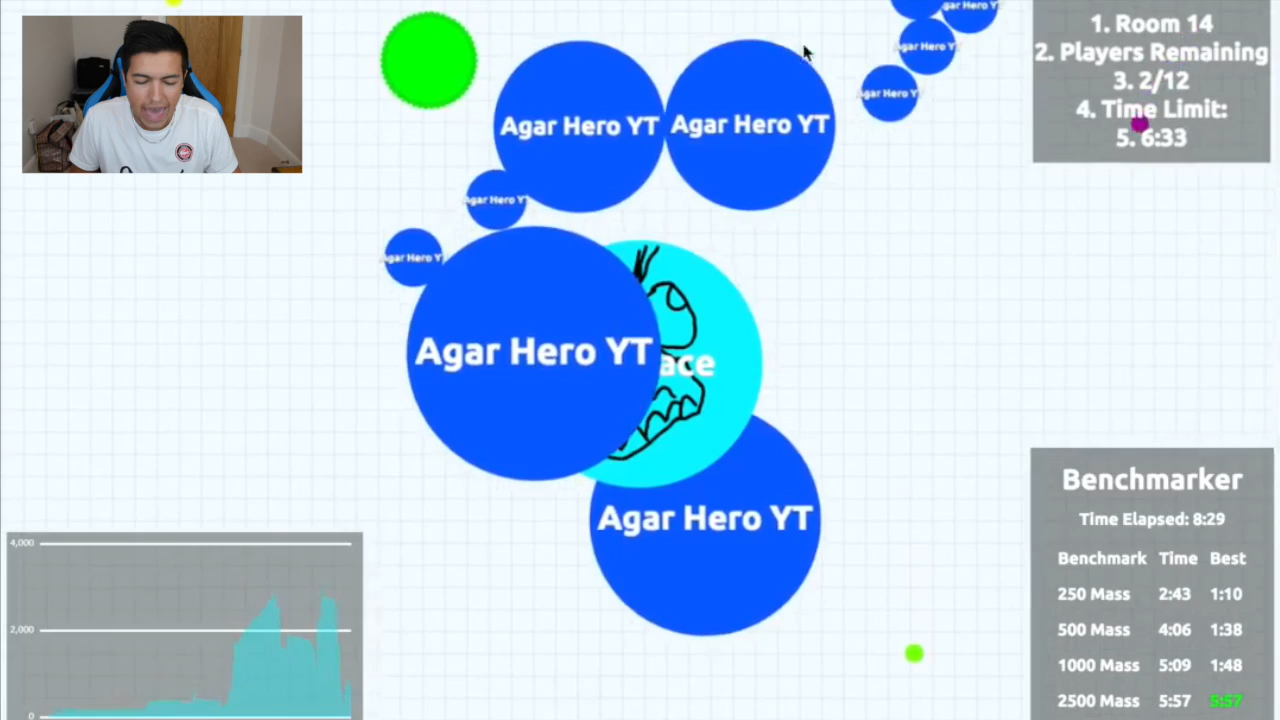 1. Room 14
2. Players Remaining
3. 2/12
4. Time Limit:
5. 6:33
Agar Hero YT
Agar Hero YT
Agar Hero YT
Agar Hero YT
Agar Hero YT
Agar Hero YT
Agar Hero Y
Agar Hero YT
ace
Agar Hero YT
4,000
2,000
0
Benchmarker
Time Elapsed: 8:29
Benchmark Time Best
250 Mass 2:43 1:10
500 Mass 4:06 1:38
1000 Mass 5:09 1:48
2500 Mass 5:57 5:57